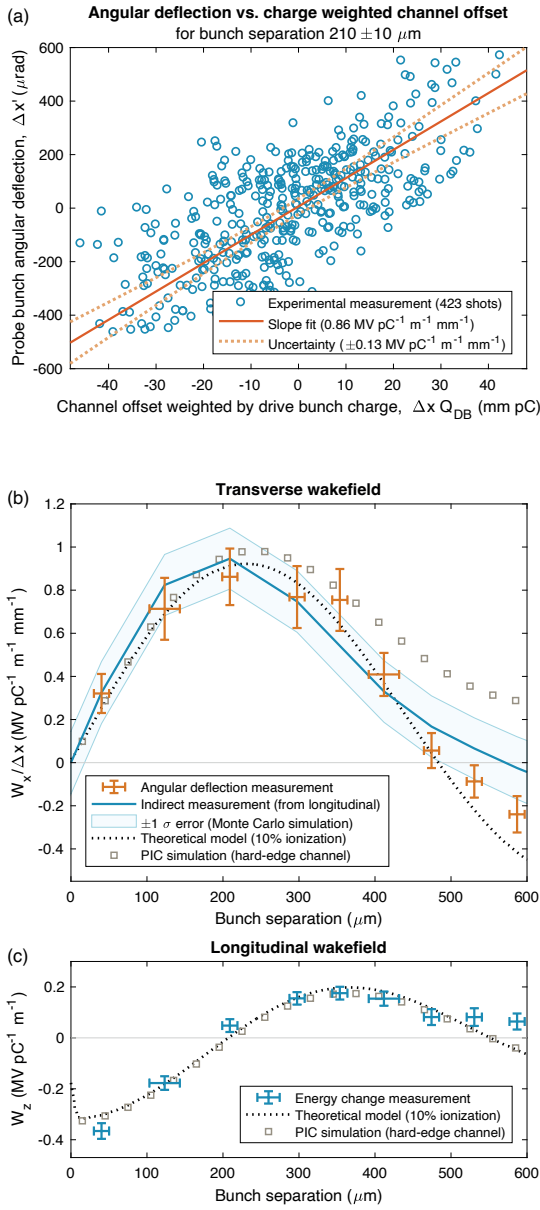 (a)
Angular deflection vs. charge weighted channel offset
for bunch separation 210 ±10 μm
Probe bunch angular deflection, Δx' (μrad)
600
400
200
0
-200
-400
-600
Experimental measurement (423 shots)
Slope fit (0.86 MV pC⁻¹ m⁻¹ mm⁻¹)
Uncertainty (±0.13 MV pC⁻¹ m⁻¹ mm⁻¹)
-40 -30 -20 -10 0 10 20 30 40
Channel offset weighted by drive bunch charge, Δx Q_DB (mm pC)
(b)
Transverse wakefield
W_x/Δx (MV pC⁻¹ m⁻¹ mm⁻¹)
1.2
1
0.8
0.6
0.4
0.2
0
-0.2
-0.4
Angular deflection measurement
Indirect measurement (from longitudinal)
±1 σ error (Monte Carlo simulation)
Theoretical model (10% ionization)
PIC simulation (hard-edge channel)
0 100 200 300 400 500 600
Bunch separation (μm)
(c)
Longitudinal wakefield
W_z (MV pC⁻¹ m⁻¹)
0.2
0
-0.2
-0.4
Energy change measurement
Theoretical model (10% ionization)
PIC simulation (hard-edge channel)
0 100 200 300 400 500 600
Bunch separation (μm)